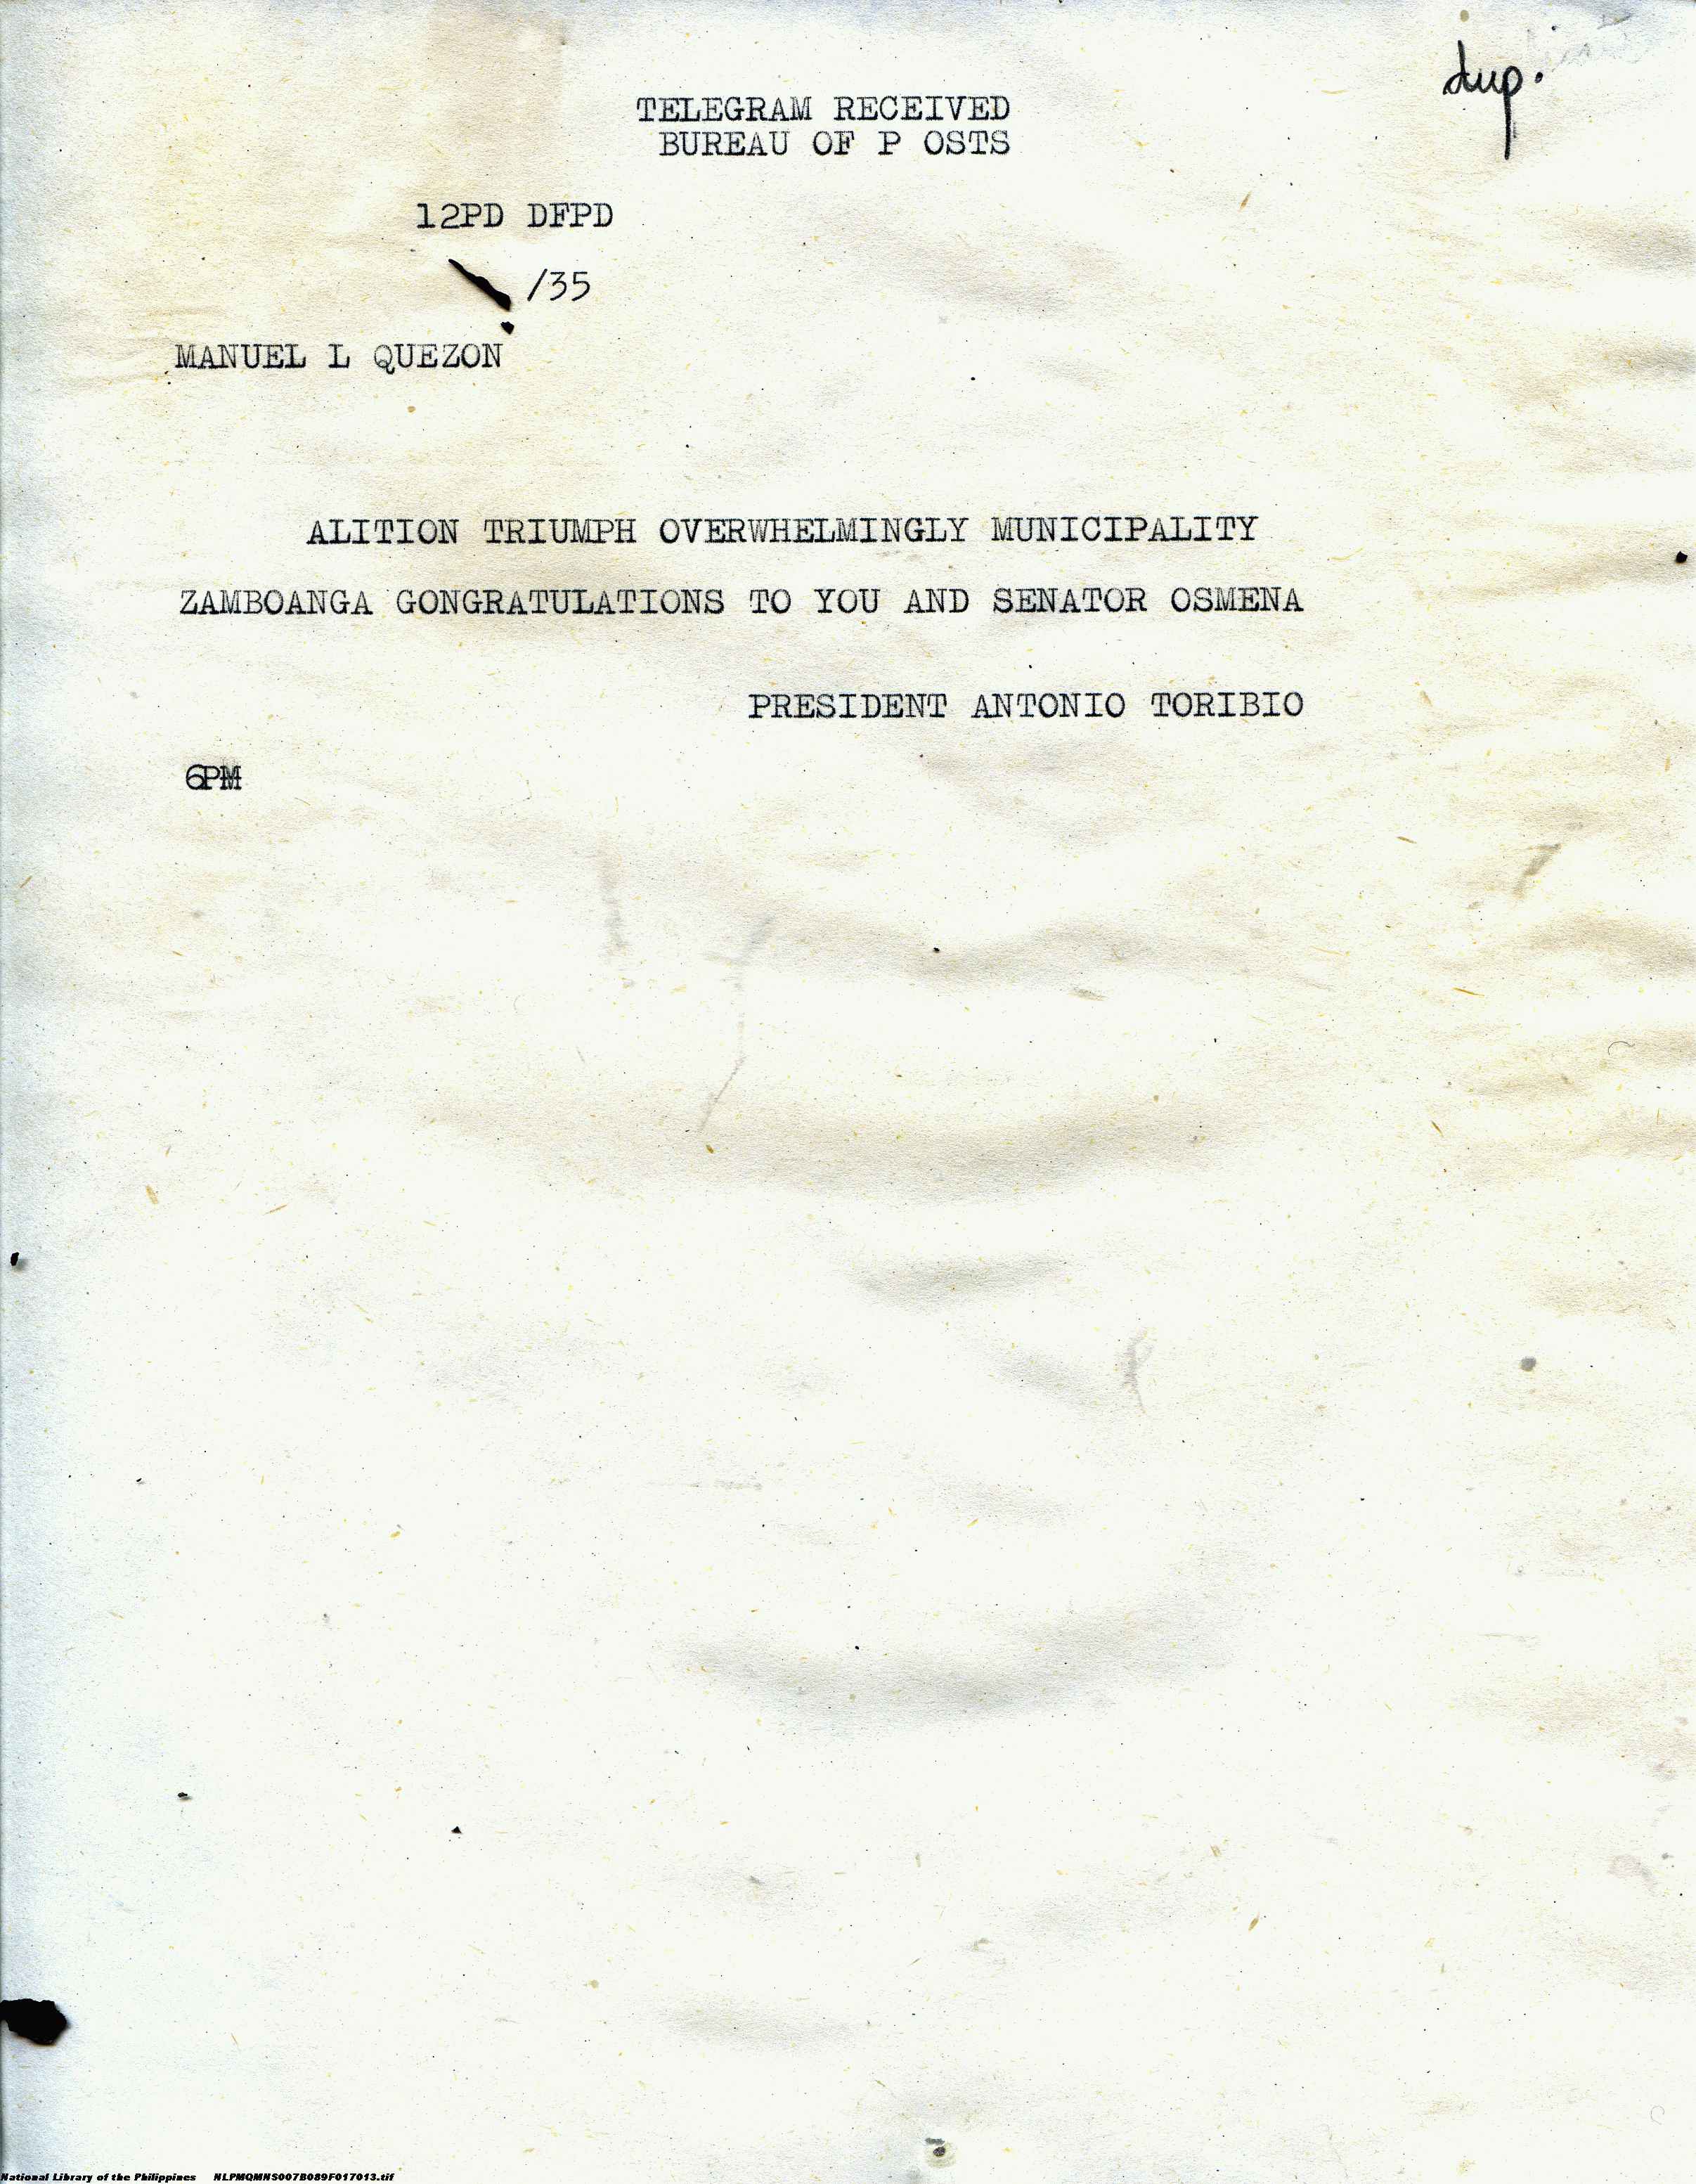 dup.
TELEGRAM RECEIVED
BUREAU OF P OSTS
12PD DFPD
/35
MANUEL L QUEZON
ALITION TRIUMPH OVERWHELMINGLY MUNICIPALITY
ZAMBOANGA GONGRATULATIONS TO YOU AND SENATOR OSMENA
PRESIDENT ANTONIO TORIBIO
6PM
National Library of the Philippines NLPMQMNS007B089F017013.tif